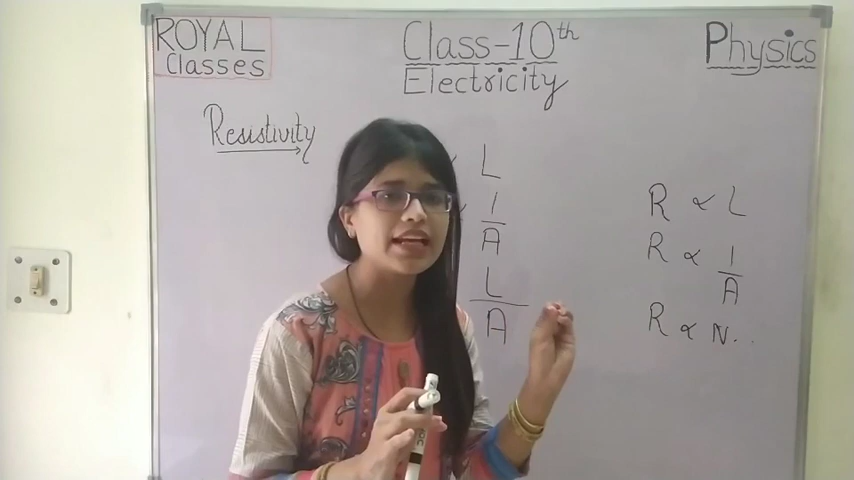 ROYAL
Classes
Class-10th
Electricity
Physics
Resistivity
L
1
A
L
A
R ∝ L
R ∝ 1
A
R ∝ N..